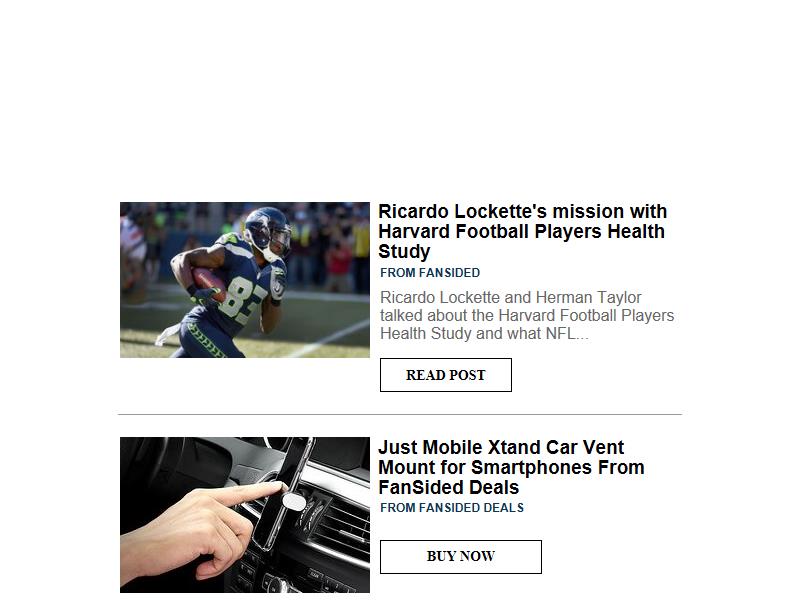 Ricardo Lockette's mission with
Harvard Football Players Health
Study
FROM FANSIDED
Ricardo Lockette and Herman Taylor
talked about the Harvard Football Players
Health Study and what NFL...
READ POST
83
Just Mobile Xtand Car Vent
Mount for Smartphones From
FanSided Deals
FROM FANSIDED DEALS
BUY NOW